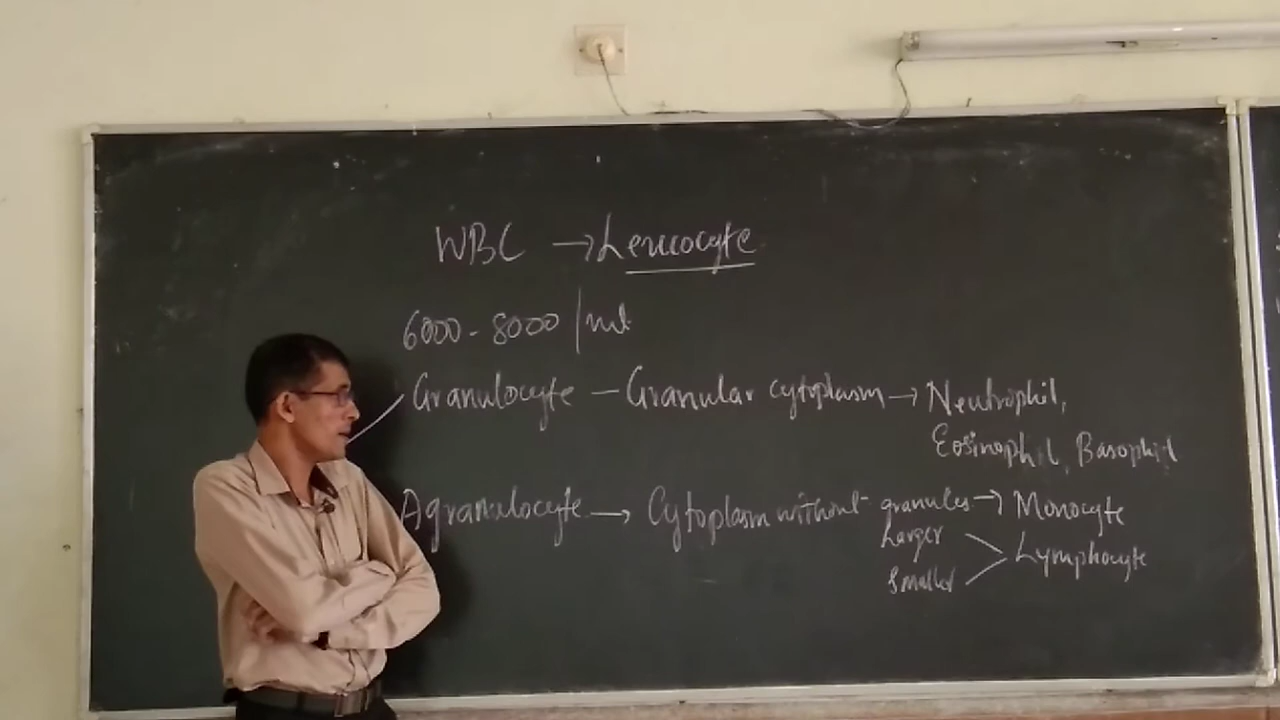 WBC → Leucocyte
6000 - 8000 / ml.
Granulocyte — Granular cytoplasm → Neutrophil,
Eosinophil, Basophil
Agranulocyte → Cytoplasm without granules → Monocyte
Larger
Smaller
Lymphocyte